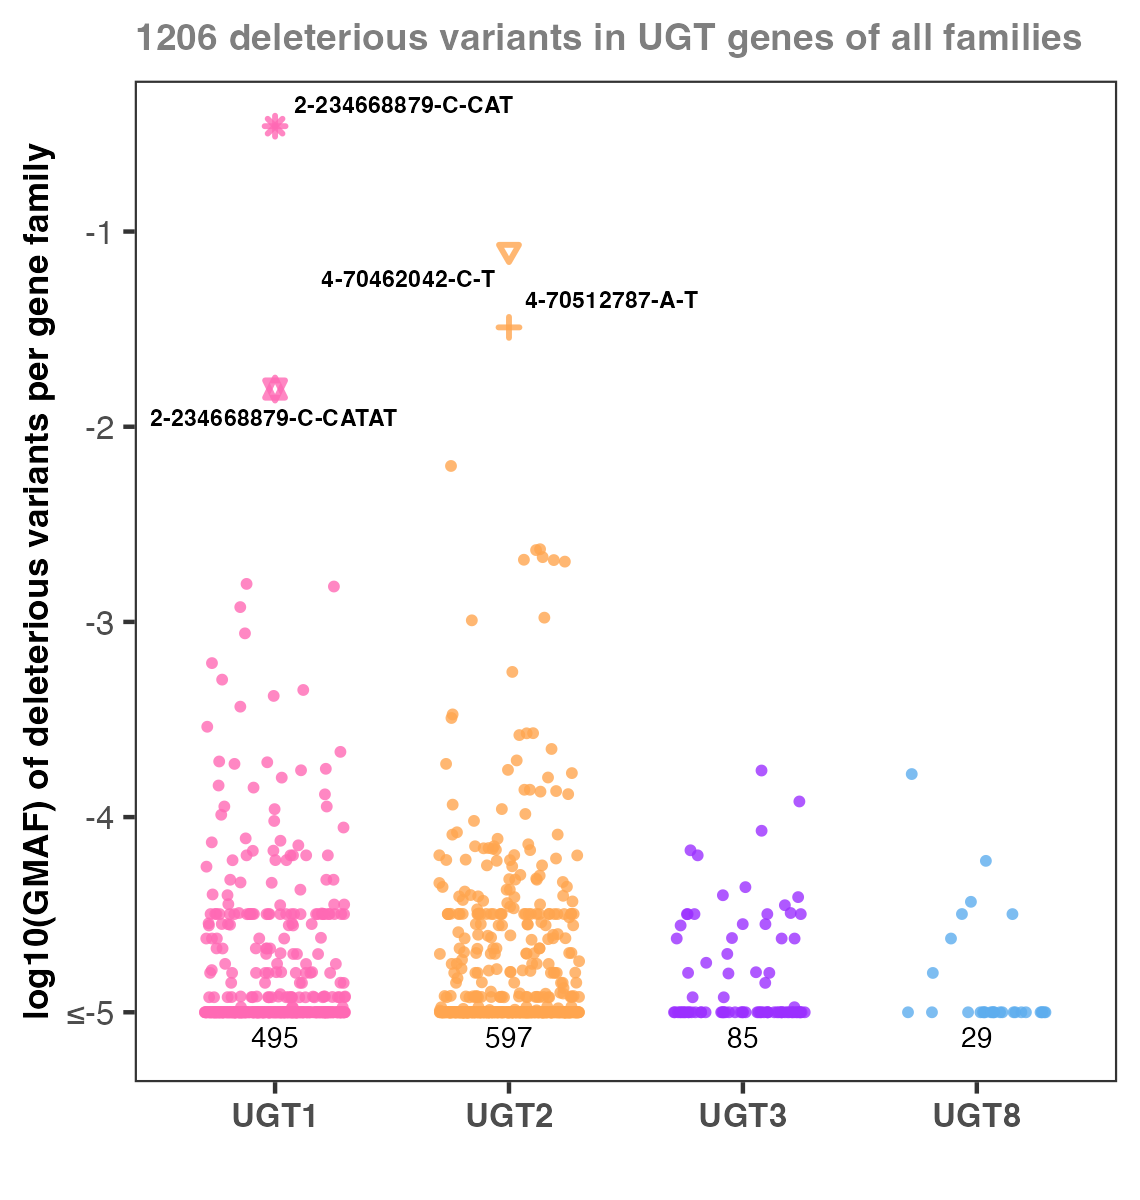 1206 deleterious variants in UGT genes of all families
log10(GMAF) of deleterious variants per gene family
2-234668879-C-CAT
-1
4-70462042-C-T
4-70512787-A-T
2-234668879-C-CATAT
-2
-3
-4
≤-5
495 597 85 29
UGT1 UGT2 UGT3 UGT8